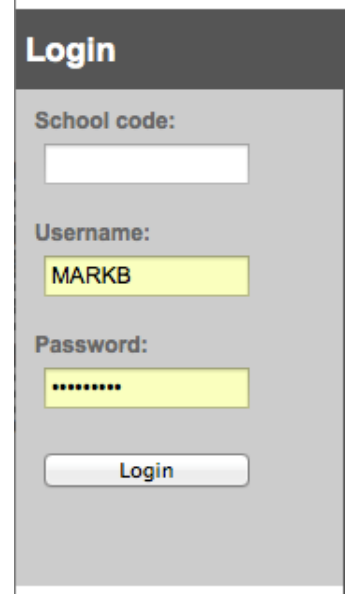 Login
School code:
Username:
MARKB
Password:
•••••••••
Login